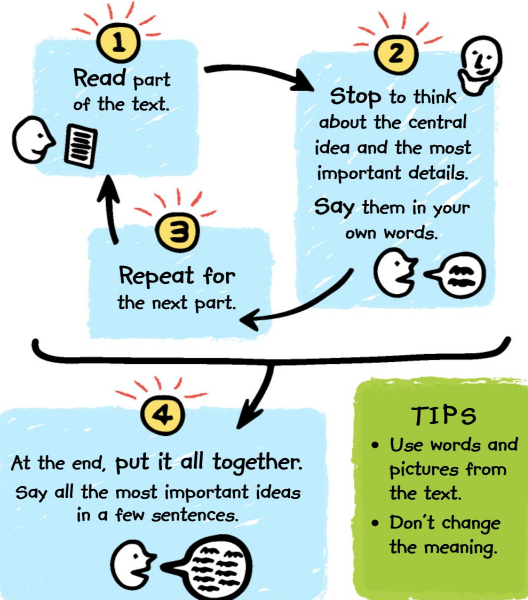 1
Read part
of the text.
2
Stop to think
about the central
idea and the most
important details.
Say them in your
own words.
3
Repeat for
the next part.
4
At the end, put it all together.
Say all the most important ideas
in a few sentences.
TIPS
• Use words and
pictures from
the text.
• Don't change
the meaning.